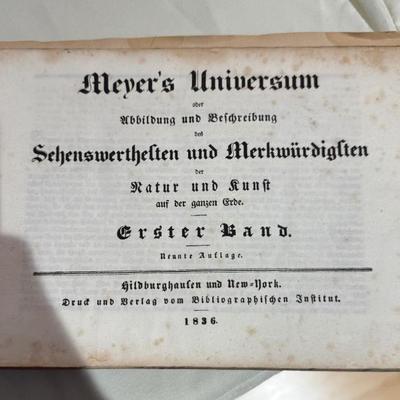 Meyer's Universum
oder
Abbildung und Beschreibung
des
Sehenswerthesten und Merkwürdigsten
der
Natur und Kunst
auf der ganzen Erde.
Erster Band.
Neunte Auflage.
Hildburghausen und New-York.
Druck und Verlag vom Bibliographischen Institut.
1836.